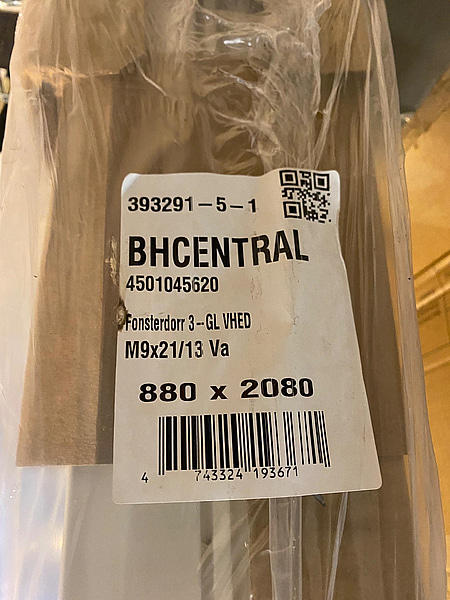 393291-5-1
BHCENTRAL
4501045620
Fonsterdorr 3-GL VHED
M9x21/13 Va
880 x 2080
4 743324 193671